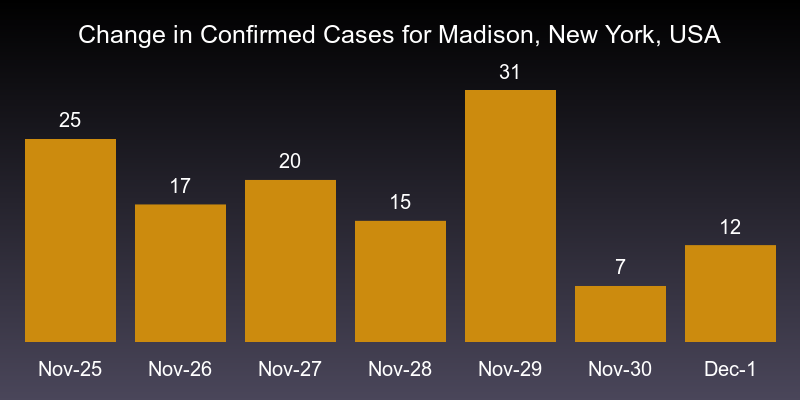 Change in Confirmed Cases for Madison, New York, USA
25
17
20
15
31
7
12
Nov-25
Nov-26
Nov-27
Nov-28
Nov-29
Nov-30
Dec-1